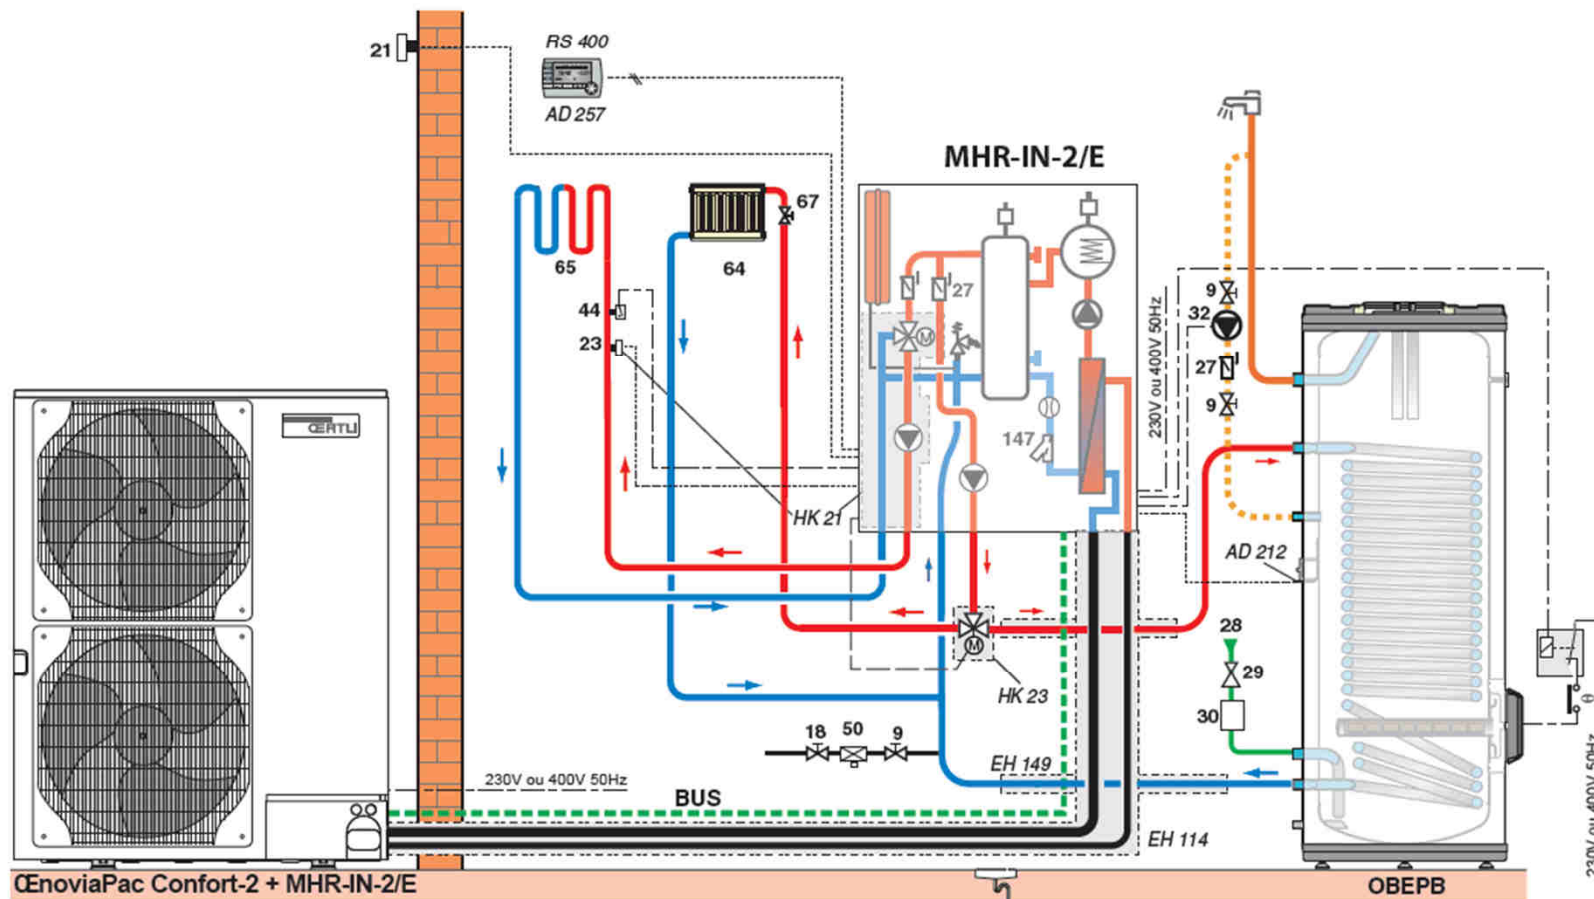 21
RS 400
AD 257
MHR-IN-2/E
67
65
64
44
23
27
M
147
HK 21
230V ou 400V 50Hz
9
32
27
9
ŒRTLI
AD 212
28
29
30
M
HK 23
18 50 9
EH 149
θ
230V ou 400V 50Hz
230V ou 400V 50Hz
BUS
EH 114
ŒnoviaPac Confort-2 + MHR-IN-2/E
OBEPB